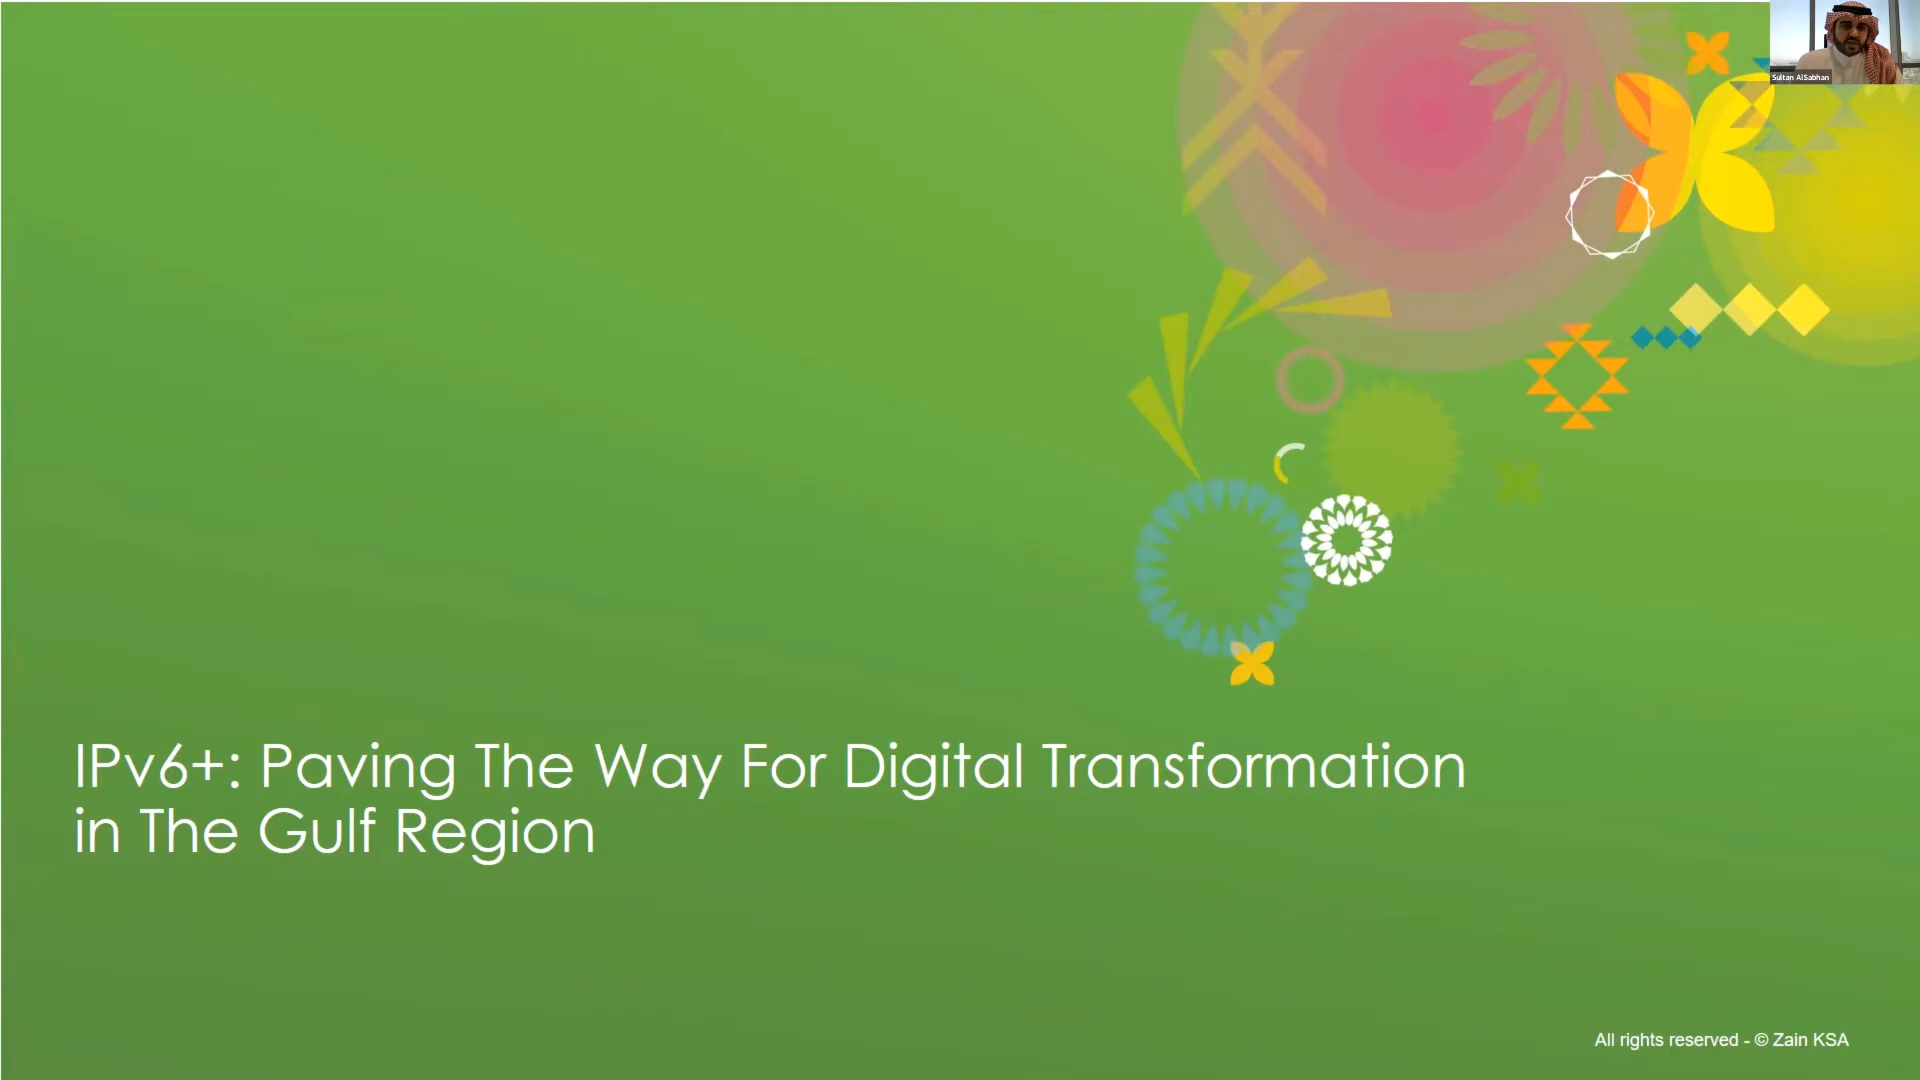 Sultan AlSabhan
IPv6+: Paving The Way For Digital Transformation
in The Gulf Region
All rights reserved - © Zain KSA